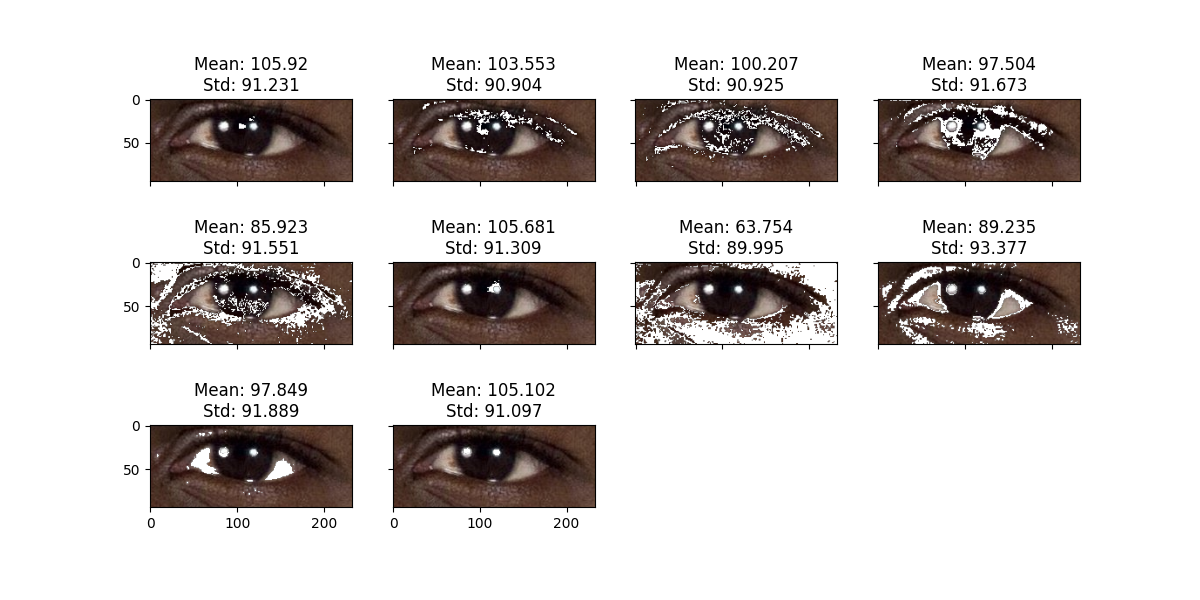 Mean: 105.92
Std: 91.231
Mean: 103.553
Std: 90.904
Mean: 100.207
Std: 90.925
Mean: 97.504
Std: 91.673
0
50
Mean: 85.923
Std: 91.551
Mean: 105.681
Std: 91.309
Mean: 63.754
Std: 89.995
Mean: 89.235
Std: 93.377
0
50
Mean: 97.849
Std: 91.889
Mean: 105.102
Std: 91.097
0
50
0 100 200
0 100 200